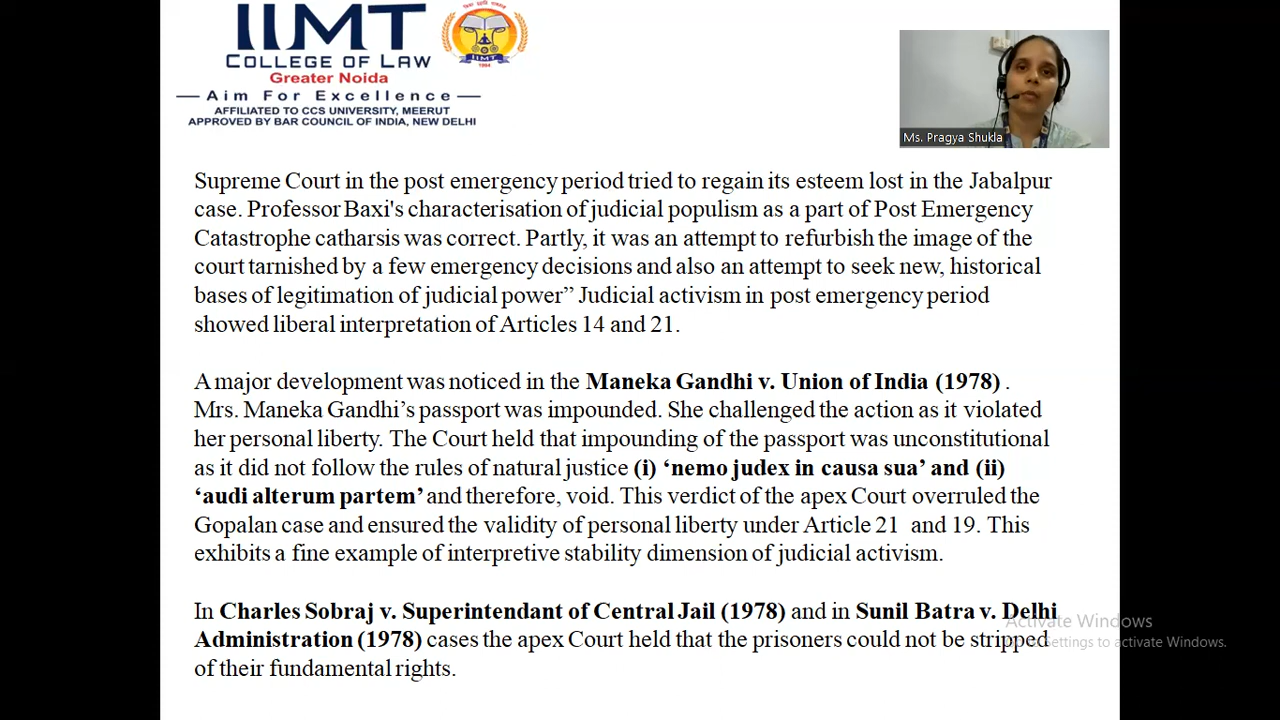 IIMT
COLLEGE OF LAW
Greater Noida
Aim For Excellence
AFFILIATED TO CCS UNIVERSITY, MEERUT
APPROVED BY BAR COUNCIL OF INDIA, NEW DELHI
IIMT
Ms. Pragya Shukla
Supreme Court in the post emergency period tried to regain its esteem lost in the Jabalpur
case. Professor Baxi's characterisation of judicial populism as a part of Post Emergency
Catastrophe catharsis was correct. Partly, it was an attempt to refurbish the image of the
court tarnished by a few emergency decisions and also an attempt to seek new, historical
bases of legitimation of judicial power” Judicial activism in post emergency period
showed liberal interpretation of Articles 14 and 21.
A major development was noticed in the Maneka Gandhi v. Union of India (1978) .
Mrs. Maneka Gandhi’s passport was impounded. She challenged the action as it violated
her personal liberty. The Court held that impounding of the passport was unconstitutional
as it did not follow the rules of natural justice (i) ‘nemo judex in causa sua’ and (ii)
‘audi alterum partem’ and therefore, void. This verdict of the apex Court overruled the
Gopalan case and ensured the validity of personal liberty under Article 21 and 19. This
exhibits a fine example of interpretive stability dimension of judicial activism.
In Charles Sobraj v. Superintendant of Central Jail (1978) and in Sunil Batra v. Delhi
Administration (1978) cases the apex Court held that the prisoners could not be stripped
of their fundamental rights.
Activate Windows
Settings to activate Windows.